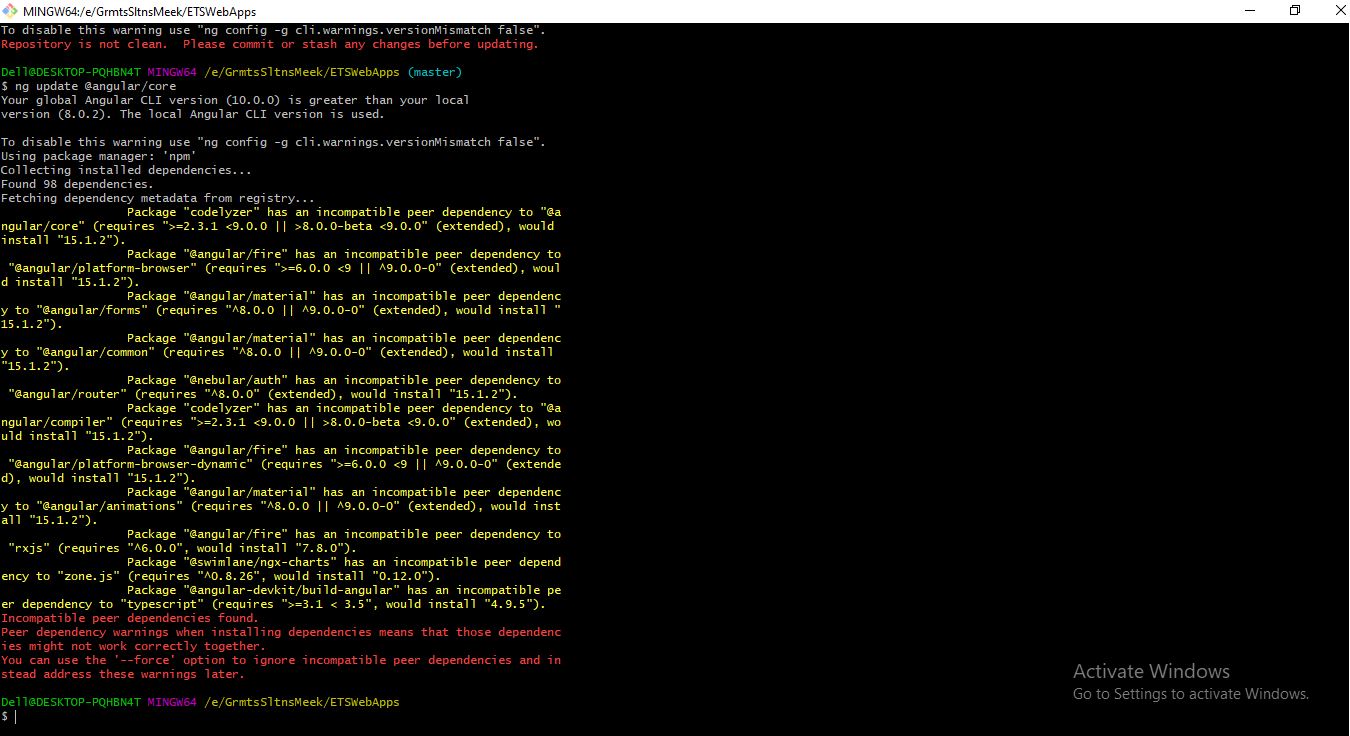 MINGW64:/e/GrmtsSltnsMeek/ETSWebApps
To disable this warning use "ng config -g cli.warnings.versionMismatch false".
Repository is not clean.  Please commit or stash any changes before updating.
Dell@DESKTOP-PQHBN4T MINGW64 /e/GrmtsSltnsMeek/ETSWebApps (master)
$ ng update @angular/core
Your global Angular CLI version (10.0.0) is greater than your local
version (8.0.2). The local Angular CLI version is used.
To disable this warning use "ng config -g cli.warnings.versionMismatch false".
Using package manager: 'npm'
Collecting installed dependencies...
Found 98 dependencies.
Fetching dependency metadata from registry...
Package "codelyzer" has an incompatible peer dependency to "@a
ngular/core" (requires ">=2.3.1 <9.0.0 || >8.0.0-beta <9.0.0" (extended), would
install "15.1.2").
Package "@angular/fire" has an incompatible peer dependency to
"@angular/platform-browser" (requires ">=6.0.0 <9 || ^9.0.0-0" (extended), woul
d install "15.1.2").
Package "@angular/material" has an incompatible peer dependenc
y to "@angular/forms" (requires "^8.0.0 || ^9.0.0-0" (extended), would install "
15.1.2").
Package "@angular/material" has an incompatible peer dependenc
y to "@angular/common" (requires "^8.0.0 || ^9.0.0-0" (extended), would install
"15.1.2").
Package "@nebular/auth" has an incompatible peer dependency to
"@angular/router" (requires "^8.0.0" (extended), would install "15.1.2").
Package "codelyzer" has an incompatible peer dependency to "@a
ngular/compiler" (requires ">=2.3.1 <9.0.0 || >8.0.0-beta <9.0.0" (extended), wo
uld install "15.1.2").
Package "@angular/fire" has an incompatible peer dependency to
"@angular/platform-browser-dynamic" (requires ">=6.0.0 <9 || ^9.0.0-0" (extende
d), would install "15.1.2").
Package "@angular/material" has an incompatible peer dependenc
y to "@angular/animations" (requires "^8.0.0 || ^9.0.0-0" (extended), would inst
all "15.1.2").
Package "@angular/fire" has an incompatible peer dependency to
"rxjs" (requires "^6.0.0", would install "7.8.0").
Package "@swimlane/ngx-charts" has an incompatible peer depend
ency to "zone.js" (requires "^0.8.26", would install "0.12.0").
Package "@angular-devkit/build-angular" has an incompatible pe
er dependency to "typescript" (requires ">=3.1 < 3.5", would install "4.9.5").
Incompatible peer dependencies found.
Peer dependency warnings when installing dependencies means that those dependenc
ies might not work correctly together.
You can use the '--force' option to ignore incompatible peer dependencies and in
stead address these warnings later.
Dell@DESKTOP-PQHBN4T MINGW64 /e/GrmtsSltnsMeek/ETSWebApps
$
Activate Windows
Go to Settings to activate Windows.